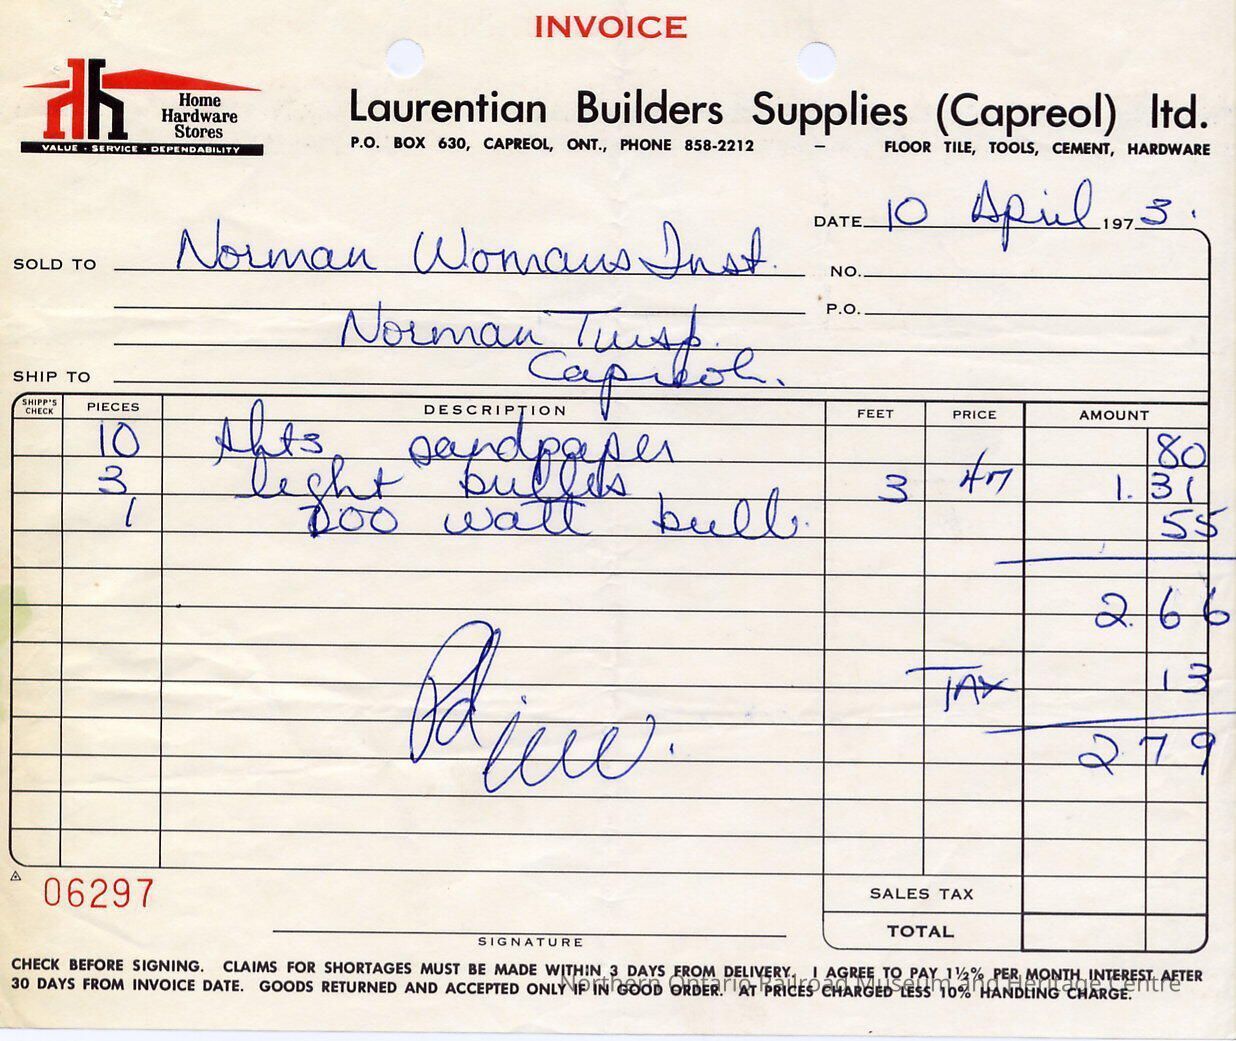 INVOICE
Home
Hardware
Stores
VALUE • SERVICE • DEPENDABILITY
Laurentian Builders Supplies (Capreol) ltd.
P.O. BOX 630, CAPREOL, ONT., PHONE 858-2212 – FLOOR TILE, TOOLS, CEMENT, HARDWARE
DATE 10 April 1973.
SOLD TO Norman Womans Inst.
NO.
P.O.
Norman Twsp.
Capreol.
SHIP TO
SHIPP'S CHECK PIECES DESCRIPTION FEET PRICE AMOUNT
10 shts sandpaper 80
3 light bulbs 3 47 1.31
1 200 watt bulb. 55
2.66
TAX 13
2.79
Pd
06297
SALES TAX
TOTAL
SIGNATURE
CHECK BEFORE SIGNING. CLAIMS FOR SHORTAGES MUST BE MADE WITHIN 3 DAYS FROM DELIVERY. I AGREE TO PAY 1½% PER MONTH INTEREST AFTER
30 DAYS FROM INVOICE DATE. GOODS RETURNED AND ACCEPTED ONLY IF IN GOOD ORDER. AT PRICES CHARGED LESS 10% HANDLING CHARGE.
Northern Ontario Railroad Museum and Heritage Centre